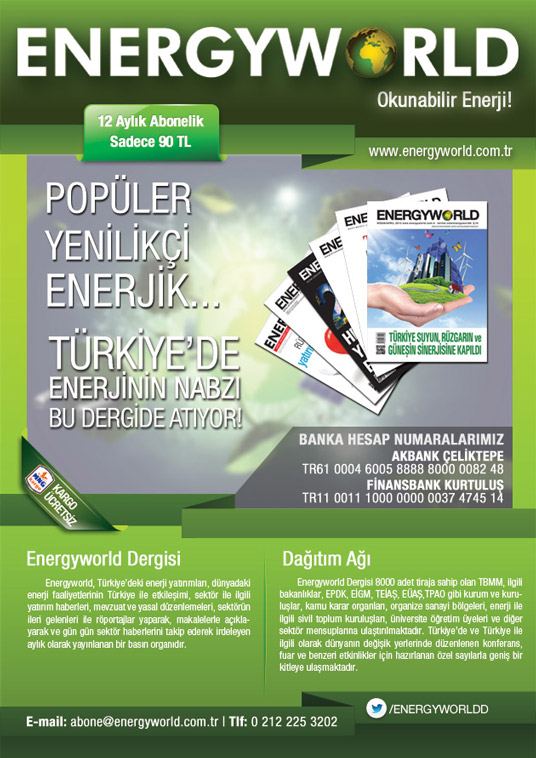 ENERGYWORLD
Okunabilir Enerji!
12 Aylık Abonelik
Sadece 90 TL
www.energyworld.com.tr
POPÜLER
YENİLİKÇİ
ENERJİK...
TÜRKİYE'DE
ENERJİNİN NABZI
BU DERGİDE ATIYOR!
ENERGYWORLD
TÜRKİYE SUYUN, RÜZGARIN ve
GÜNEŞİN SİNERJİSİNE KAPILDI
BANKA HESAP NUMARALARIMIZ
AKBANK ÇELİKTEPE
TR61 0004 6005 8888 8000 0082 48
FİNANSBANK KURTULUŞ
TR11 0011 1000 0000 0037 4745 14
MNG
kargo
KARGO
ÜCRETSİZ
Energyworld Dergisi
Energyworld, Türkiye'deki enerji yatırımları, dünyadaki
enerji faaliyetlerinin Türkiye ile etkileşimi, sektör ile ilgili
yatırım haberleri, mevzuat ve yasal düzenlemeleri, sektörün
ileri gelenleri ile röportajlar yaparak, makalelerle açıkla-
yarak ve gün gün sektör haberlerini takip ederek irdeleyen
aylık olarak yayınlanan bir basın organıdır.
Dağıtım Ağı
Energyworld Dergisi 8000 adet tiraja sahip olan TBMM, ilgili
bakanlıklar, EPDK, EİGM, TEİAŞ, EÜAŞ,TPAO gibi kurum ve kuru-
luşlar, kamu karar organları, organize sanayi bölgeleri, enerji ile
ilgili sivil toplum kuruluşları, üniversite öğretim üyeleri ve diğer
sektör mensuplarına ulaştırılmaktadır. Türkiye'de ve Türkiye ile
ilgili olarak dünyanın değişik yerlerinde düzenlenen konferans,
fuar ve benzeri etkinlikler için hazırlanan özel sayılarla geniş bir
kitleye ulaşmaktadır.
E-mail: abone@energyworld.com.tr | Tlf: 0 212 225 3202
/ENERGYWORLDD